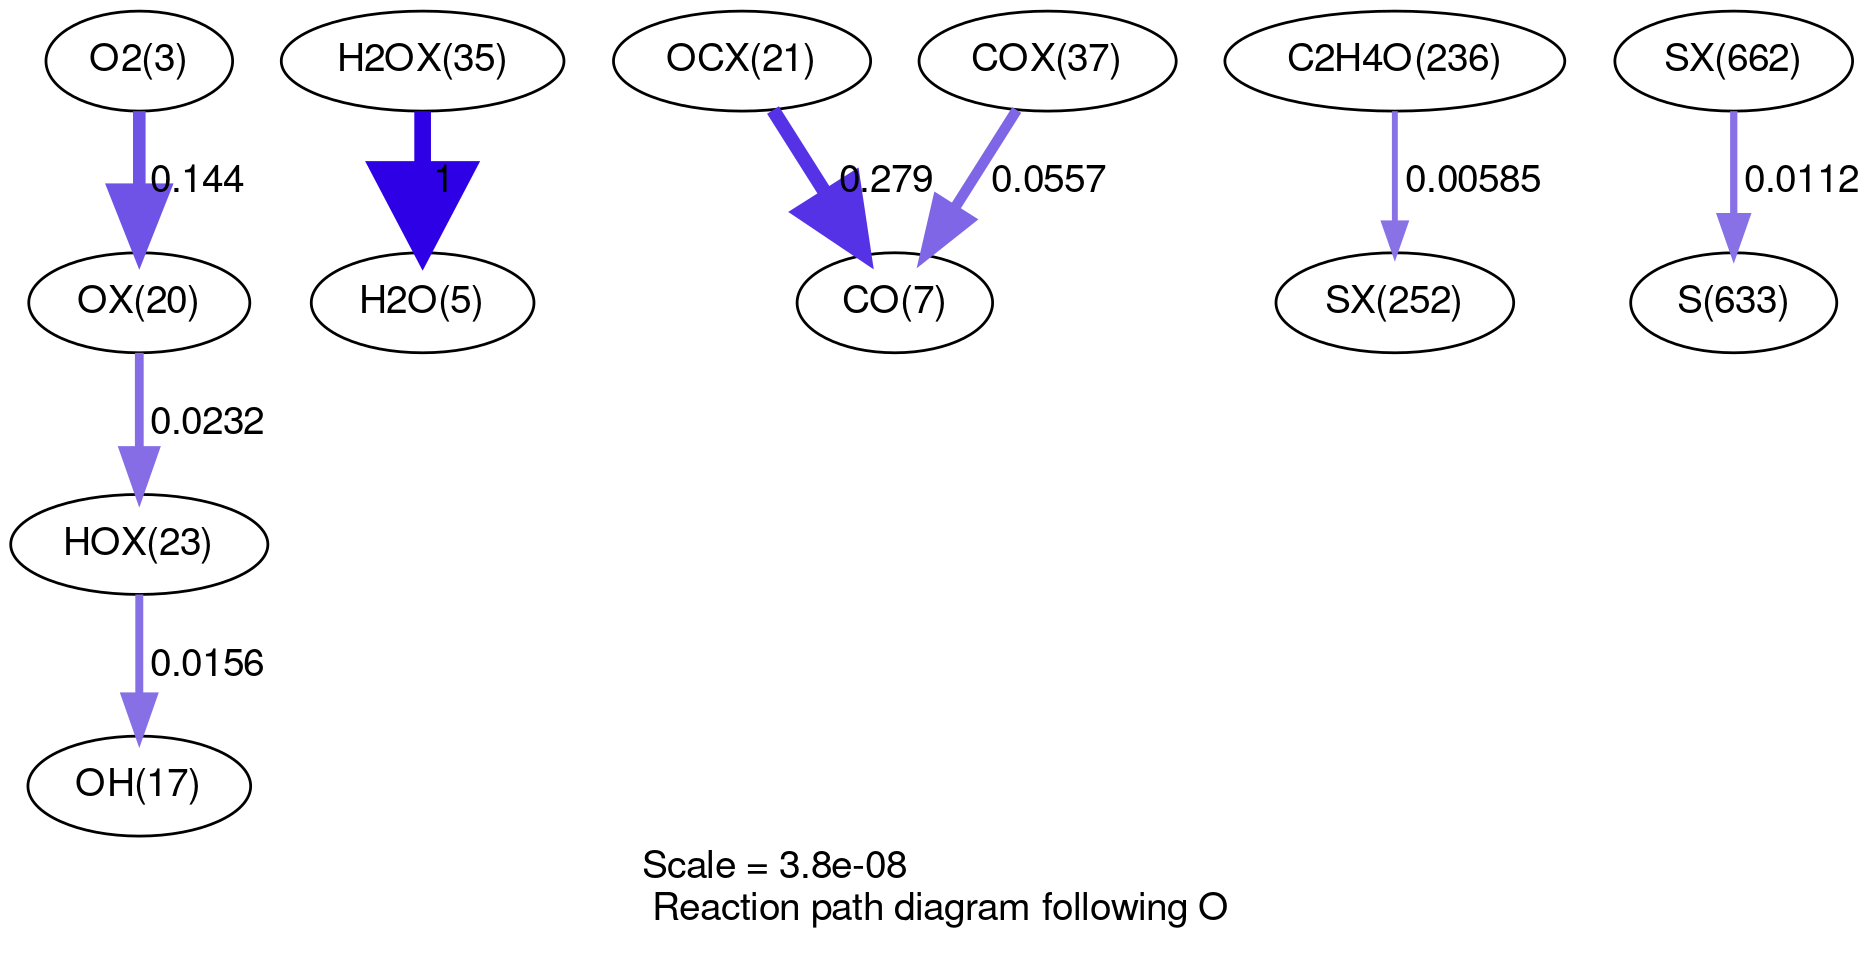 O2(3)
H2OX(35)
OCX(21)
COX(37)
C2H4O(236)
SX(662)
0.144
1
0.279
0.0557
0.00585
0.0112
OX(20)
H2O(5)
CO(7)
SX(252)
S(633)
0.0232
HOX(23)
0.0156
OH(17)
Scale = 3.8e-08
Reaction path diagram following O